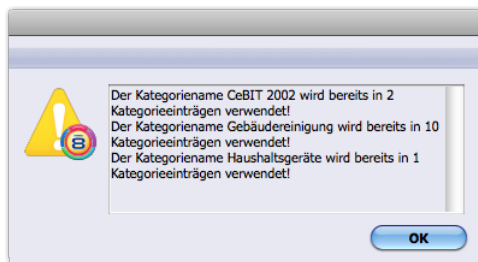 Der Kategoriename CeBIT 2002 wird bereits in 2
Kategorieeinträgen verwendet!
Der Kategoriename Gebäudereinigung wird bereits in 10
Kategorieeinträgen verwendet!
Der Kategoriename Haushaltsgeräte wird bereits in 1
Kategorieeinträgen verwendet!
8
OK